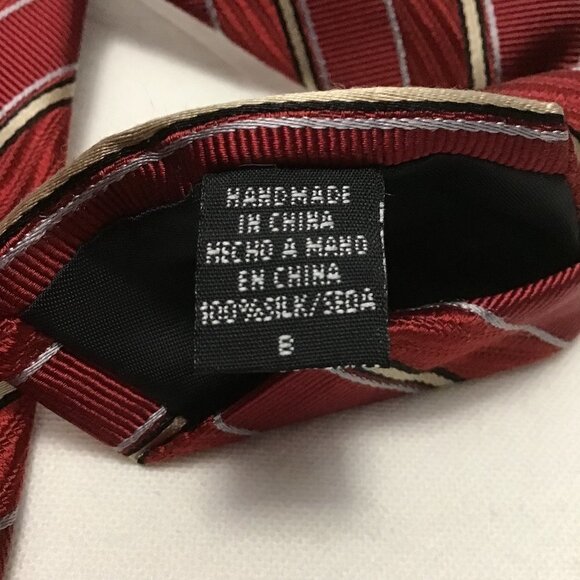 HANDMADE
IN CHINA
HECHO A MANO
EN CHINA
100%SILK/SEDA
8